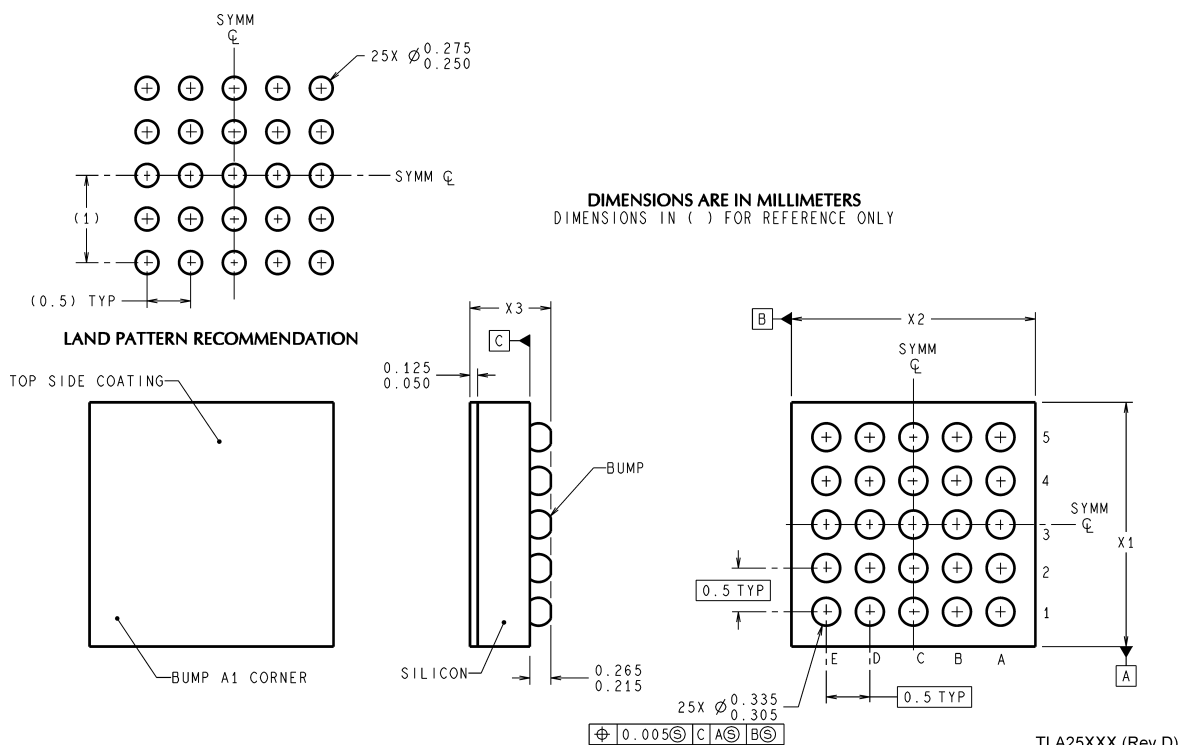 SYMM
℄
25X Ø 0.275
0.250
SYMM ℄
(1)
(0.5) TYP
DIMENSIONS ARE IN MILLIMETERS
DIMENSIONS IN ( ) FOR REFERENCE ONLY
LAND PATTERN RECOMMENDATION
TOP SIDE COATING
BUMP A1 CORNER
X3
C
0.125
0.050
BUMP
SILICON
0.265
0.215
B
X2
SYMM
℄
5
4
3
2
1
SYMM
℄
X1
0.5 TYP
E D C B A
A
0.5 TYP
25X Ø 0.335
0.305
⌖ 0.005Ⓢ C AⓈ BⓈ
TLA25XXX (Rev D)